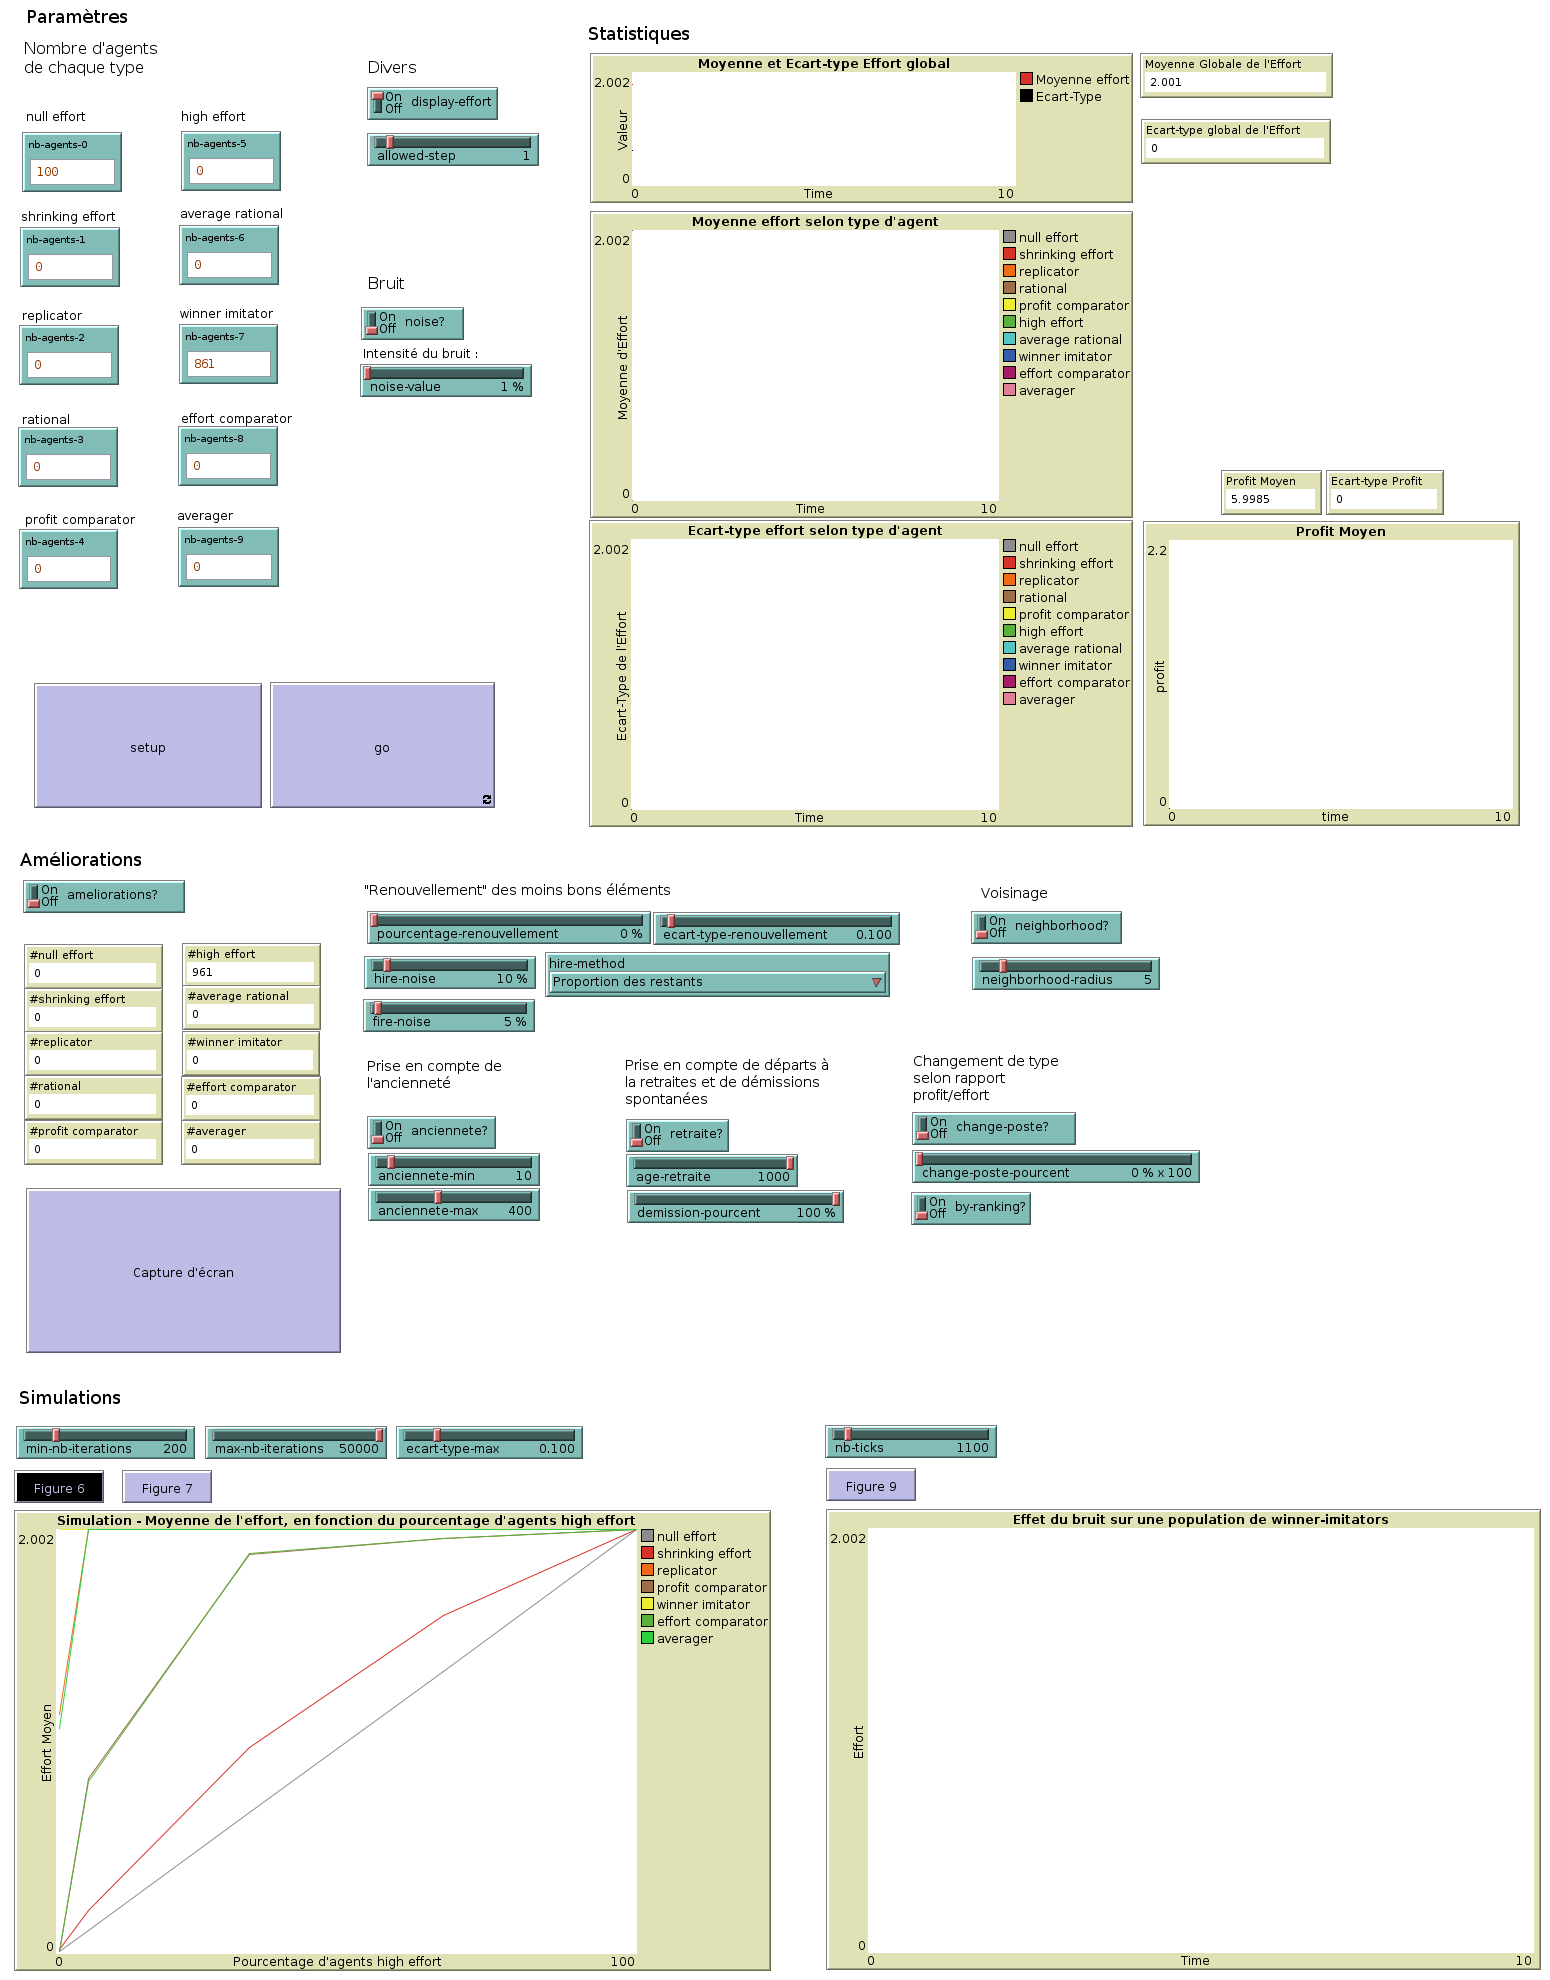 Paramètres
Nombre d'agents
de chaque type
null effort
nb-agents-0
100
high effort
nb-agents-5
0
shrinking effort
nb-agents-1
0
average rational
nb-agents-6
0
replicator
nb-agents-2
0
winner imitator
nb-agents-7
861
rational
nb-agents-3
0
effort comparator
nb-agents-8
0
profit comparator
nb-agents-4
0
averager
nb-agents-9
0
Divers
On
Off
display-effort
allowed-step 1
Bruit
On
Off
noise?
Intensité du bruit :
noise-value 1 %
setup
go
Statistiques
Moyenne et Ecart-type Effort global
2.002
Valeur
0
0
Time
10
Moyenne effort
Ecart-Type
Moyenne Globale de l'Effort
2.001
Ecart-type global de l'Effort
0
Moyenne effort selon type d'agent
2.002
Moyenne d'Effort
0
0
Time
10
null effort
shrinking effort
replicator
rational
profit comparator
high effort
average rational
winner imitator
effort comparator
averager
Ecart-type effort selon type d'agent
2.002
Ecart-Type de l'Effort
0
0
Time
10
null effort
shrinking effort
replicator
rational
profit comparator
high effort
average rational
winner imitator
effort comparator
averager
Profit Moyen
5.9985
Ecart-type Profit
0
Profit Moyen
2.2
profit
0
0
time
10
Améliorations
On
Off
ameliorations?
#null effort
0
#high effort
961
#shrinking effort
0
#average rational
0
#replicator
0
#winner imitator
0
#rational
0
#effort comparator
0
#profit comparator
0
#averager
0
Capture d'écran
"Renouvellement" des moins bons éléments
pourcentage-renouvellement 0 %
ecart-type-renouvellement 0.100
hire-noise 10 %
hire-method
Proportion des restants
fire-noise 5 %
Voisinage
On
Off
neighborhood?
neighborhood-radius 5
Prise en compte de
l'ancienneté
On
Off
anciennete?
anciennete-min 10
anciennete-max 400
Prise en compte de départs à
la retraites et de démissions
spontanées
On
Off
retraite?
age-retraite 1000
demission-pourcent 100 %
Changement de type
selon rapport
profit/effort
On
Off
change-poste?
change-poste-pourcent 0 % x 100
On
Off
by-ranking?
Simulations
min-nb-iterations 200
max-nb-iterations 50000
ecart-type-max 0.100
Figure 6
Figure 7
Simulation - Moyenne de l'effort, en fonction du pourcentage d'agents high effort
2.002
Effort Moyen
0
0
Pourcentage d'agents high effort
100
null effort
shrinking effort
replicator
profit comparator
winner imitator
effort comparator
averager
nb-ticks 1100
Figure 9
Effet du bruit sur une population de winner-imitators
2.002
Effort
0
0
Time
10